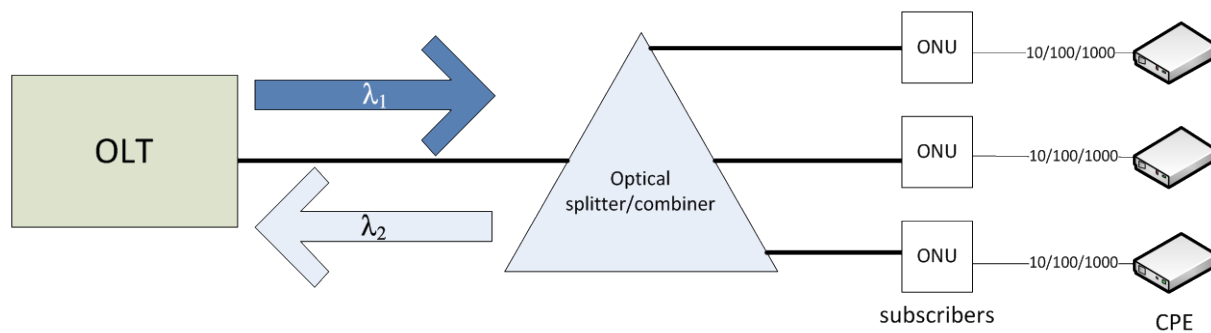 OLT
λ1
λ2
Optical
splitter/combiner
ONU
10/100/1000
ONU
10/100/1000
ONU
10/100/1000
subscribers
CPE